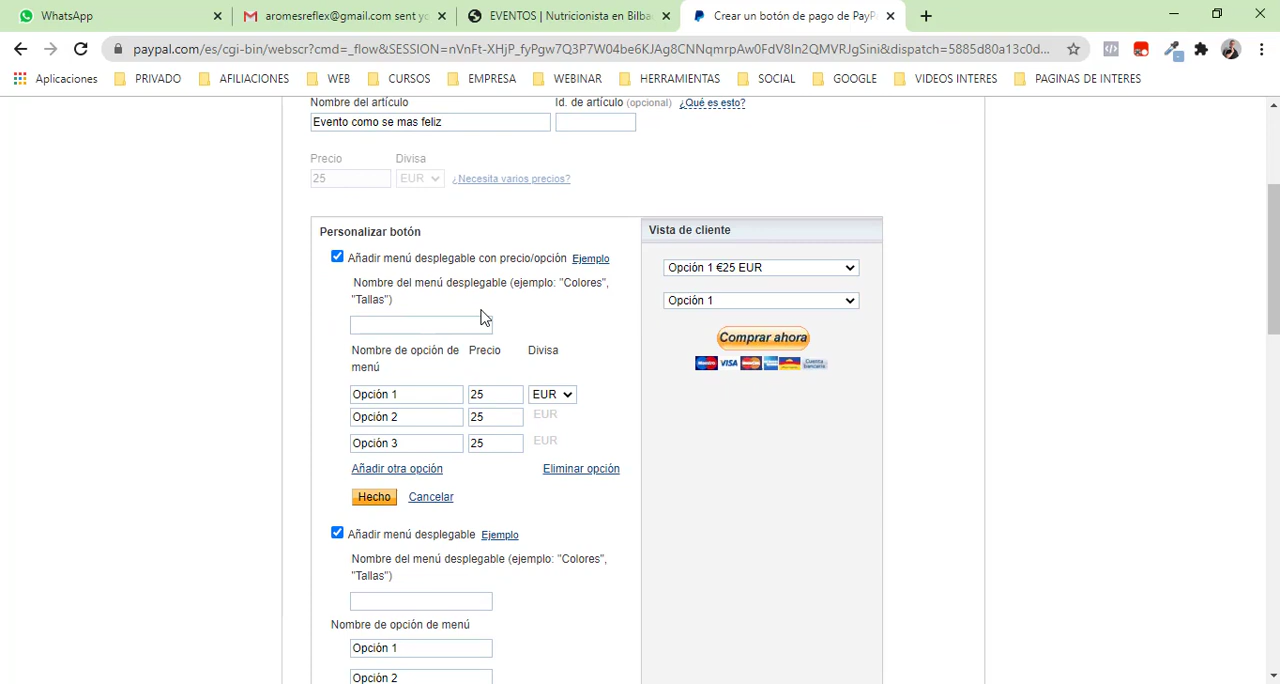 WhatsApp
aromesreflex@gmail.com sent yo
EVENTOS | Nutricionista en Bilba
Crear un botón de pago de PayP
paypal.com/es/cgi-bin/webscr?cmd=_flow&SESSION=nVnFt-XHjP_fyPgw7Q3P7W04be6KJAg8CNNqmrpAw0FdV8In2QMVRJgSini&dispatch=5885d80a13c0d...
Aplicaciones
PRIVADO
AFILIACIONES
WEB
CURSOS
EMPRESA
WEBINAR
HERRAMIENTAS
SOCIAL
GOOGLE
VIDEOS INTERES
PAGINAS DE INTERES
Nombre del artículo
Id. de artículo (opcional) ¿Qué es esto?
Evento como se mas feliz
Precio
Divisa
25
EUR
¿Necesita varios precios?
Personalizar botón
Vista de cliente
Añadir menú desplegable con precio/opción Ejemplo
Nombre del menú desplegable (ejemplo: "Colores",
"Tallas")
Opción 1 €25 EUR
Opción 1
Comprar ahora
Maestro
VISA
MasterCard
Cuenta
bancaria
Nombre de opción de
menú
Precio
Divisa
Opción 1
25
EUR
Opción 2
25
EUR
Opción 3
25
EUR
Añadir otra opción
Eliminar opción
Hecho
Cancelar
Añadir menú desplegable Ejemplo
Nombre del menú desplegable (ejemplo: "Colores",
"Tallas")
Nombre de opción de menú
Opción 1
Opción 2